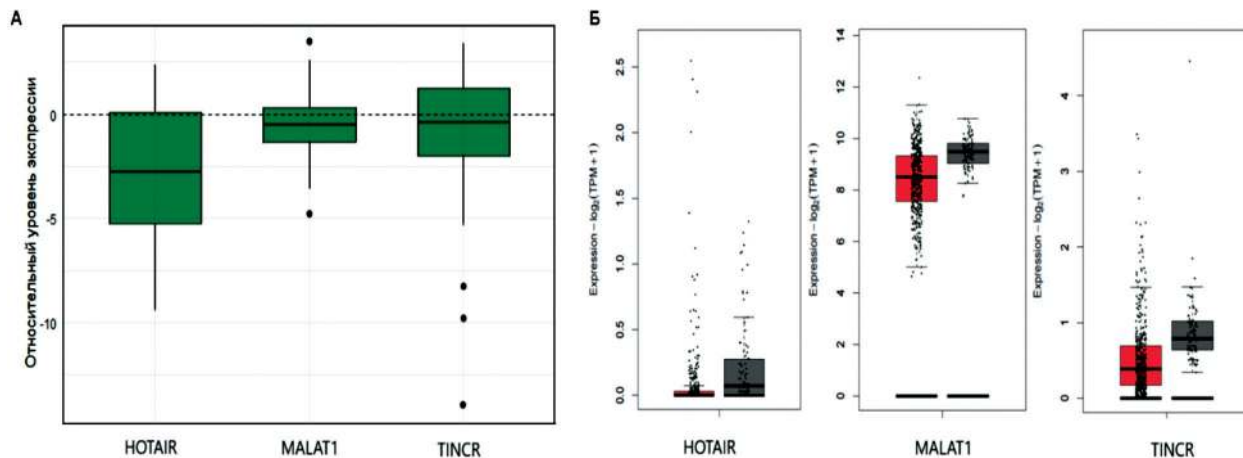 А
Относительный уровень экспрессии
0
-5
-10
HOTAIR MALAT1 TINCR
Б
Expression – log₂(TPM + 1)
2.5
2.0
1.5
1.0
0.5
0.0
HOTAIR
Expression – log₂(TPM + 1)
14
12
10
8
6
4
2
0
MALAT1
Expression – log₂(TPM + 1)
4
3
2
1
0
TINCR